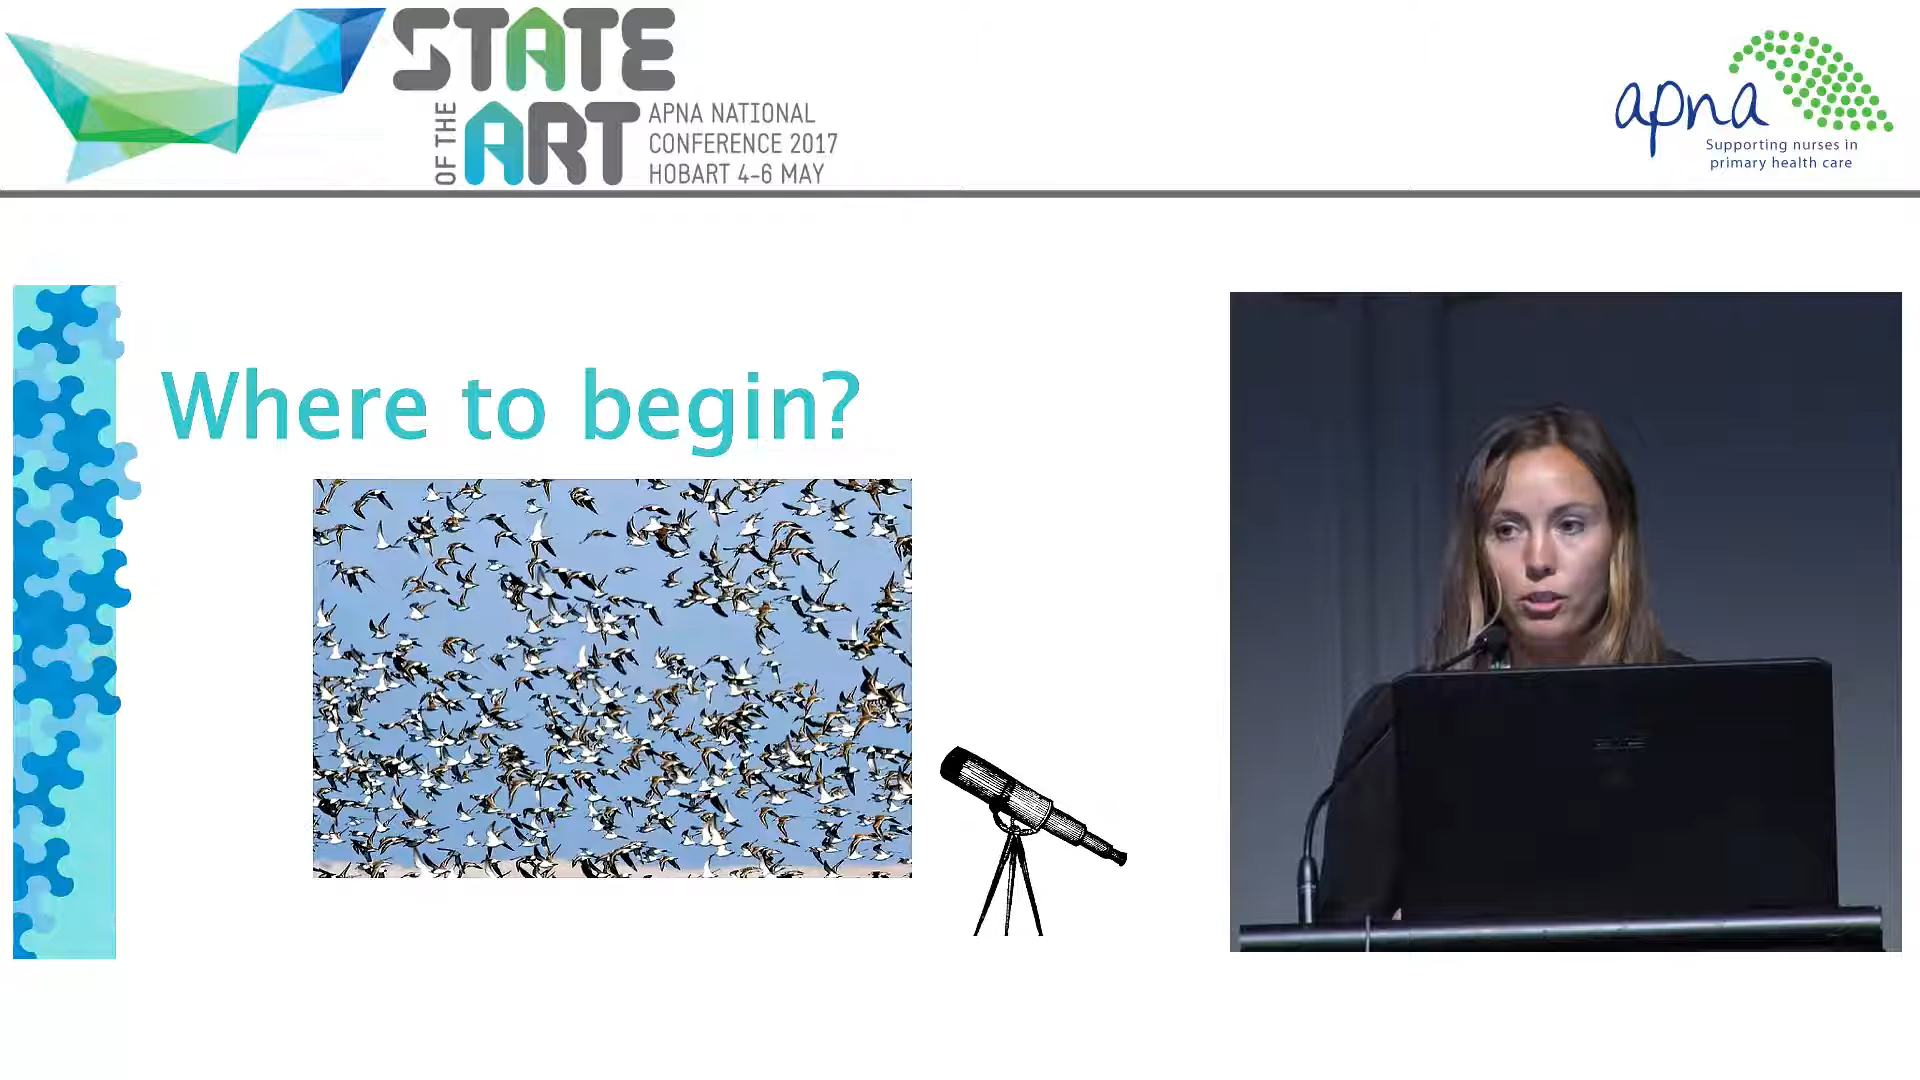 STATE
OF THE
ART
APNA NATIONAL
CONFERENCE 2017
HOBART 4-6 MAY
apna
Supporting nurses in
primary health care
Where to begin?